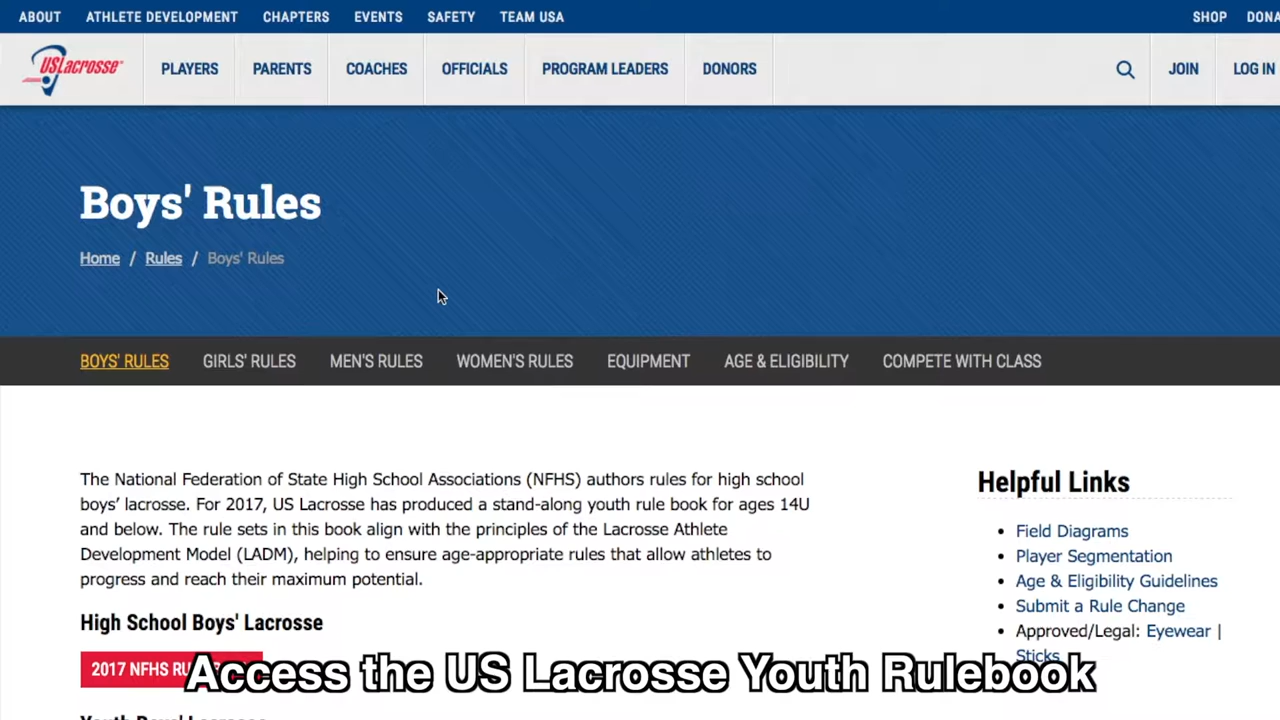 ABOUT ATHLETE DEVELOPMENT CHAPTERS EVENTS SAFETY TEAM USA SHOP
USLacrosse PLAYERS PARENTS COACHES OFFICIALS PROGRAM LEADERS DONORS JOIN LOG IN
Boys' Rules
Home / Rules / Boys' Rules
BOYS' RULES GIRLS' RULES MEN'S RULES WOMEN'S RULES EQUIPMENT AGE & ELIGIBILITY COMPETE WITH CLASS
The National Federation of State High School Associations (NFHS) authors rules for high school
boys' lacrosse. For 2017, US Lacrosse has produced a stand-along youth rule book for ages 14U
and below. The rule sets in this book align with the principles of the Lacrosse Athlete
Development Model (LADM), helping to ensure age-appropriate rules that allow athletes to
progress and reach their maximum potential.
High School Boys' Lacrosse
2017 NFHS
Helpful Links
Field Diagrams
Player Segmentation
Age & Eligibility Guidelines
Submit a Rule Change
Approved/Legal: Eyewear |
Sticks
Access the US Lacrosse Youth Rulebook